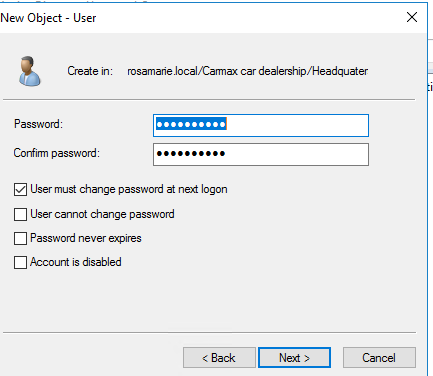 New Object - User
Create in: rosamarie.local/Carmax car dealership/Headquater
Password: ●●●●●●●●●●
Confirm password: ●●●●●●●●●●
User must change password at next logon
User cannot change password
Password never expires
Account is disabled
< Back Next > Cancel